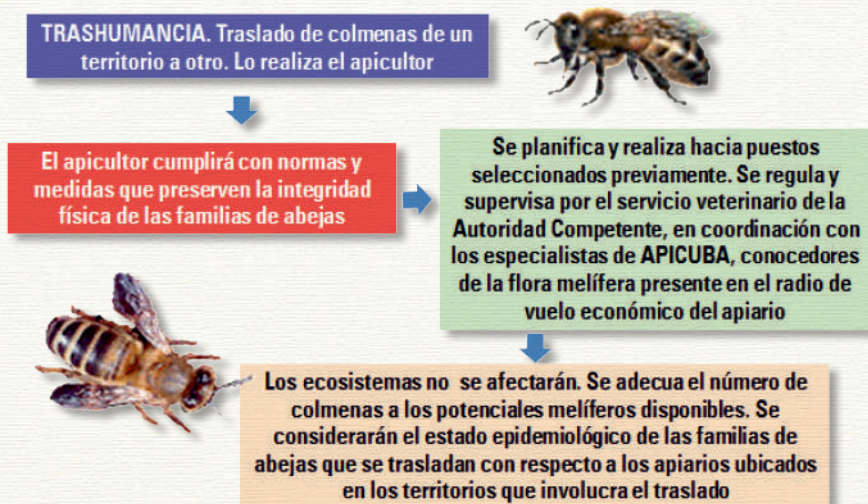 TRASHUMANCIA. Traslado de colmenas de un
territorio a otro. Lo realiza el apicultor
El apicultor cumplirá con normas y
medidas que preserven la integridad
física de las familias de abejas
Se planifica y realiza hacia puestos
seleccionados previamente. Se regula y
supervisa por el servicio veterinario de la
Autoridad Competente, en coordinación con
los especialistas de APICUBA, conocedores
de la flora melífera presente en el radio de
vuelo económico del apiario
Los ecosistemas no se afectarán. Se adecua el número de
colmenas a los potenciales melíferos disponibles. Se
considerarán el estado epidemiológico de las familias de
abejas que se trasladan con respecto a los apiarios ubicados
en los territorios que involucra el traslado